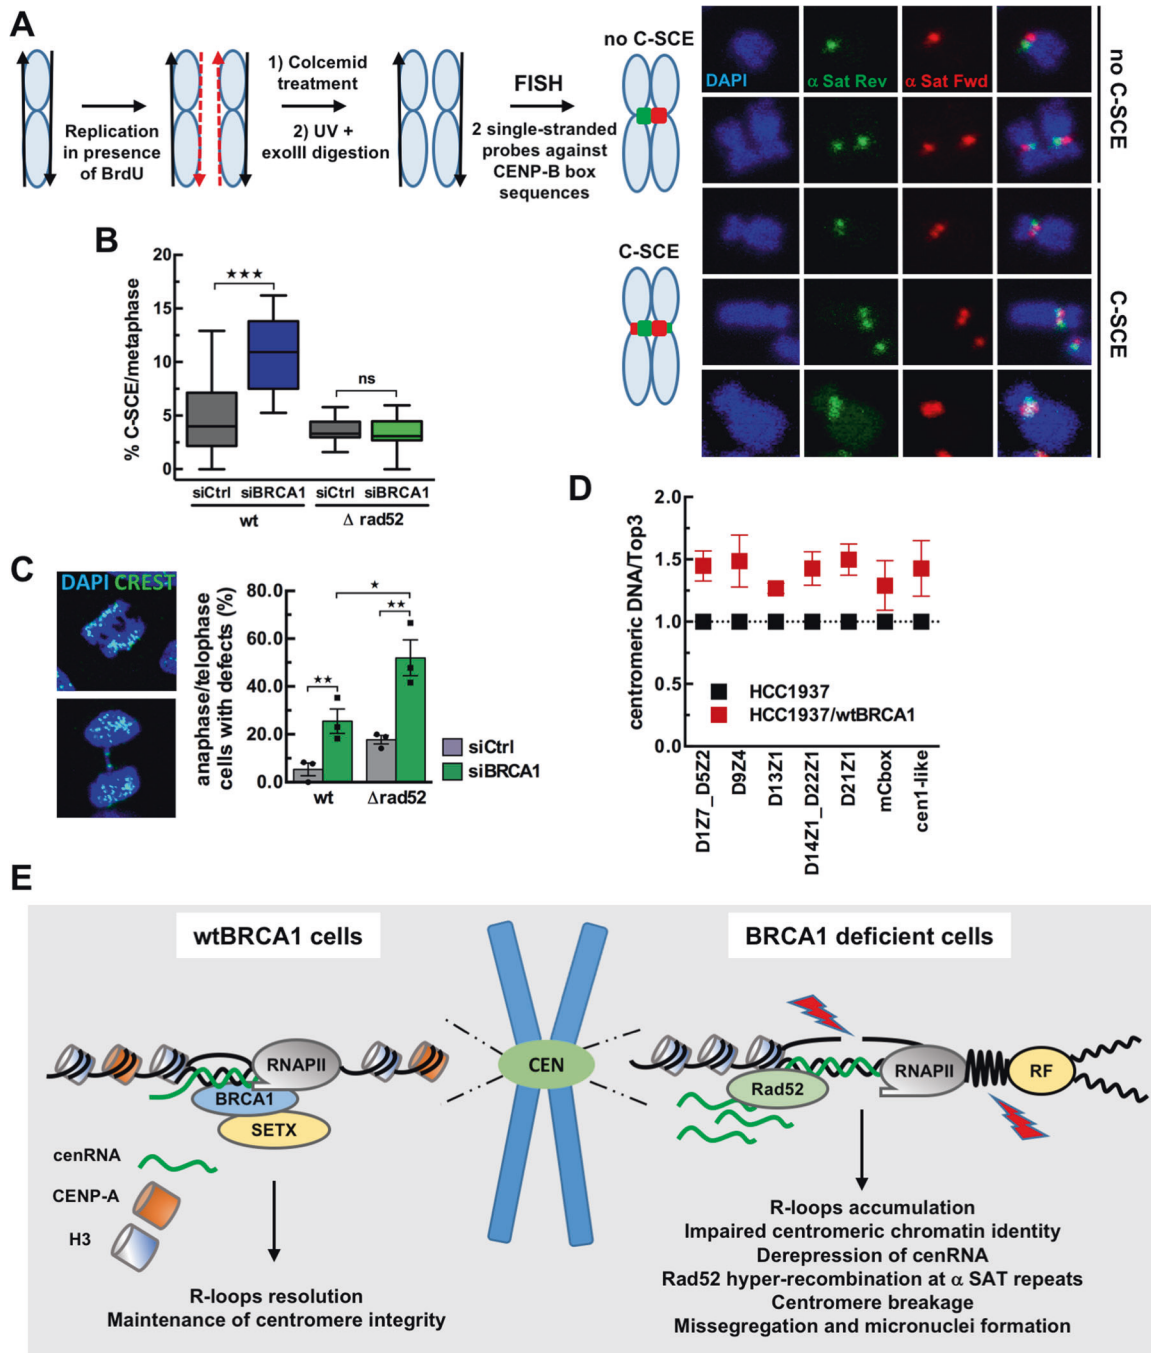 A
Replication
in presence
of BrdU
1) Colcemid
treatment
2) UV +
exoIII digestion
FISH
2 single-stranded
probes against
CENP-B box
sequences
no C-SCE
C-SCE
DAPI
α Sat Rev
α Sat Fwd
no C-SCE
C-SCE
B
% C-SCE/metaphase
20
15
10
5
0
★★★
ns
siCtrl
siBRCA1
siCtrl
siBRCA1
wt
Δ rad52
C
DAPI CREST
anaphase/telophase
cells with defects (%)
80.0
60.0
40.0
20.0
0.0
★★
★
★★
wt
Δrad52
siCtrl
siBRCA1
D
centromeric DNA/Top3
2.0
1.5
1.0
0.5
0.0
HCC1937
HCC1937/wtBRCA1
D1Z7_D5Z2
D9Z4
D13Z1
D14Z1_D22Z1
D21Z1
mCbox
cen1-like
E
wtBRCA1 cells
RNAPII
BRCA1
SETX
cenRNA
CENP-A
H3
R-loops resolution
Maintenance of centromere integrity
CEN
BRCA1 deficient cells
Rad52
RNAPII
RF
R-loops accumulation
Impaired centromeric chromatin identity
Derepression of cenRNA
Rad52 hyper-recombination at α SAT repeats
Centromere breakage
Missegregation and micronuclei formation